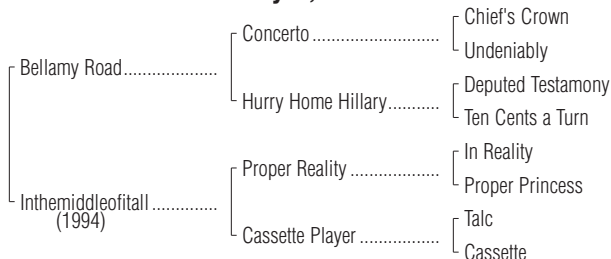 Chief's Crown
Concerto ...........................
Undeniably
Bellamy Road....................
Deputed Testamony
Hurry Home Hillary...........
Ten Cents a Turn
In Reality
Proper Reality ...................
Proper Princess
Inthemiddleofitall..............
(1994)
Talc
Cassette Player .................
Cassette